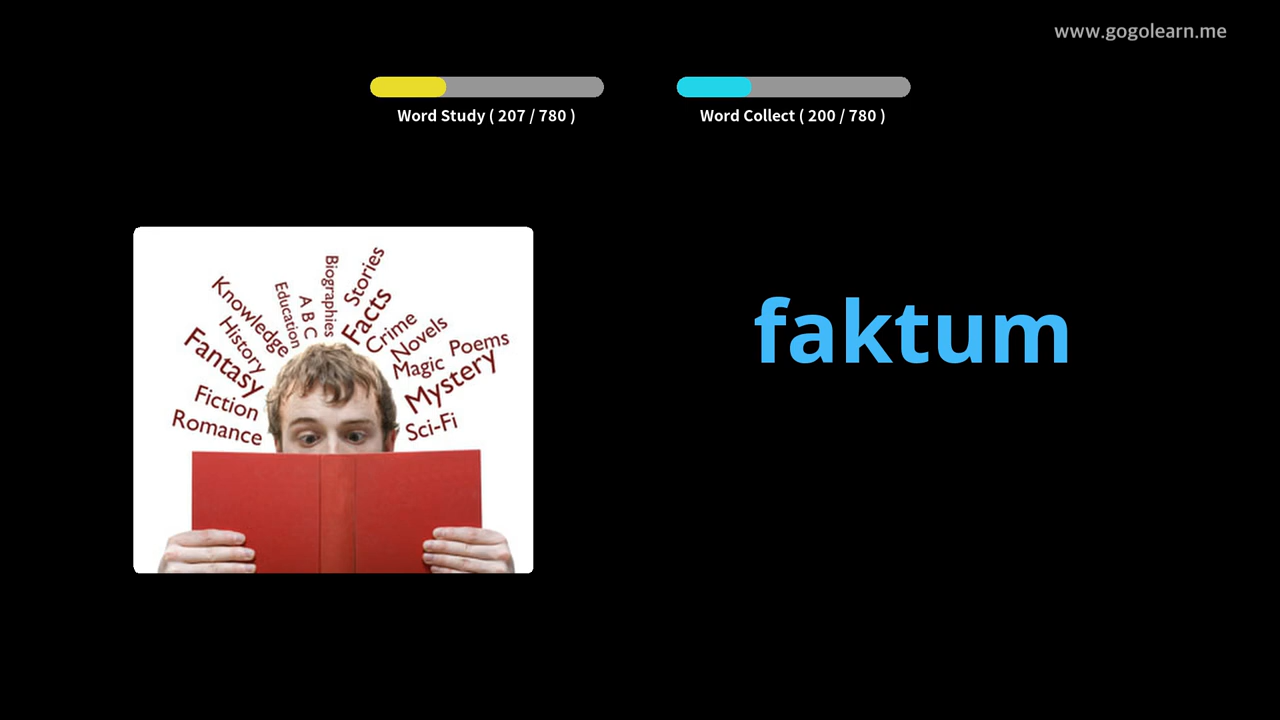 www.gogolearn.me
Word Study ( 207 / 780 )
Word Collect ( 200 / 780 )
faktum
Romance
Fiction
Fantasy
History
Knowledge
Education
A B C
Biographies
Stories
Facts
Crime
Novels
Magic
Poems
Mystery
Sci-Fi